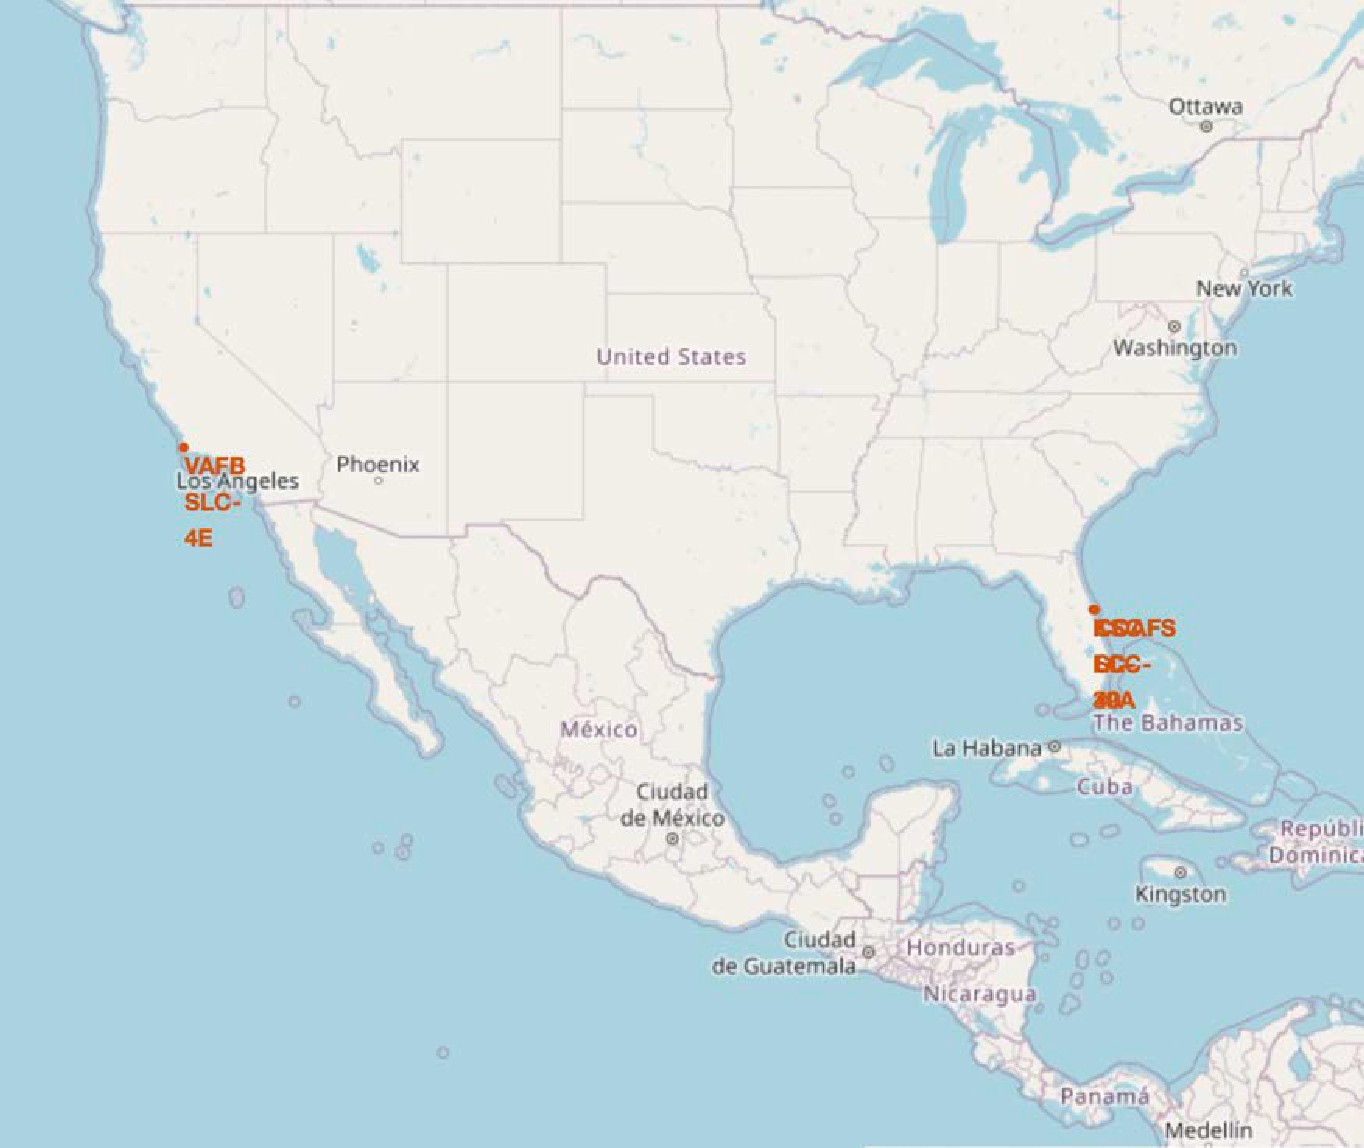 Ottawa
New York
Washington
United States
Phoenix
VAFB
Los Angeles
SLC-
4E
México
Ciudad
de México
The Bahamas
La Habana
Cuba
Kingston
Ciudad
de Guatemala
Honduras
Nicaragua
Panamá
Medellín